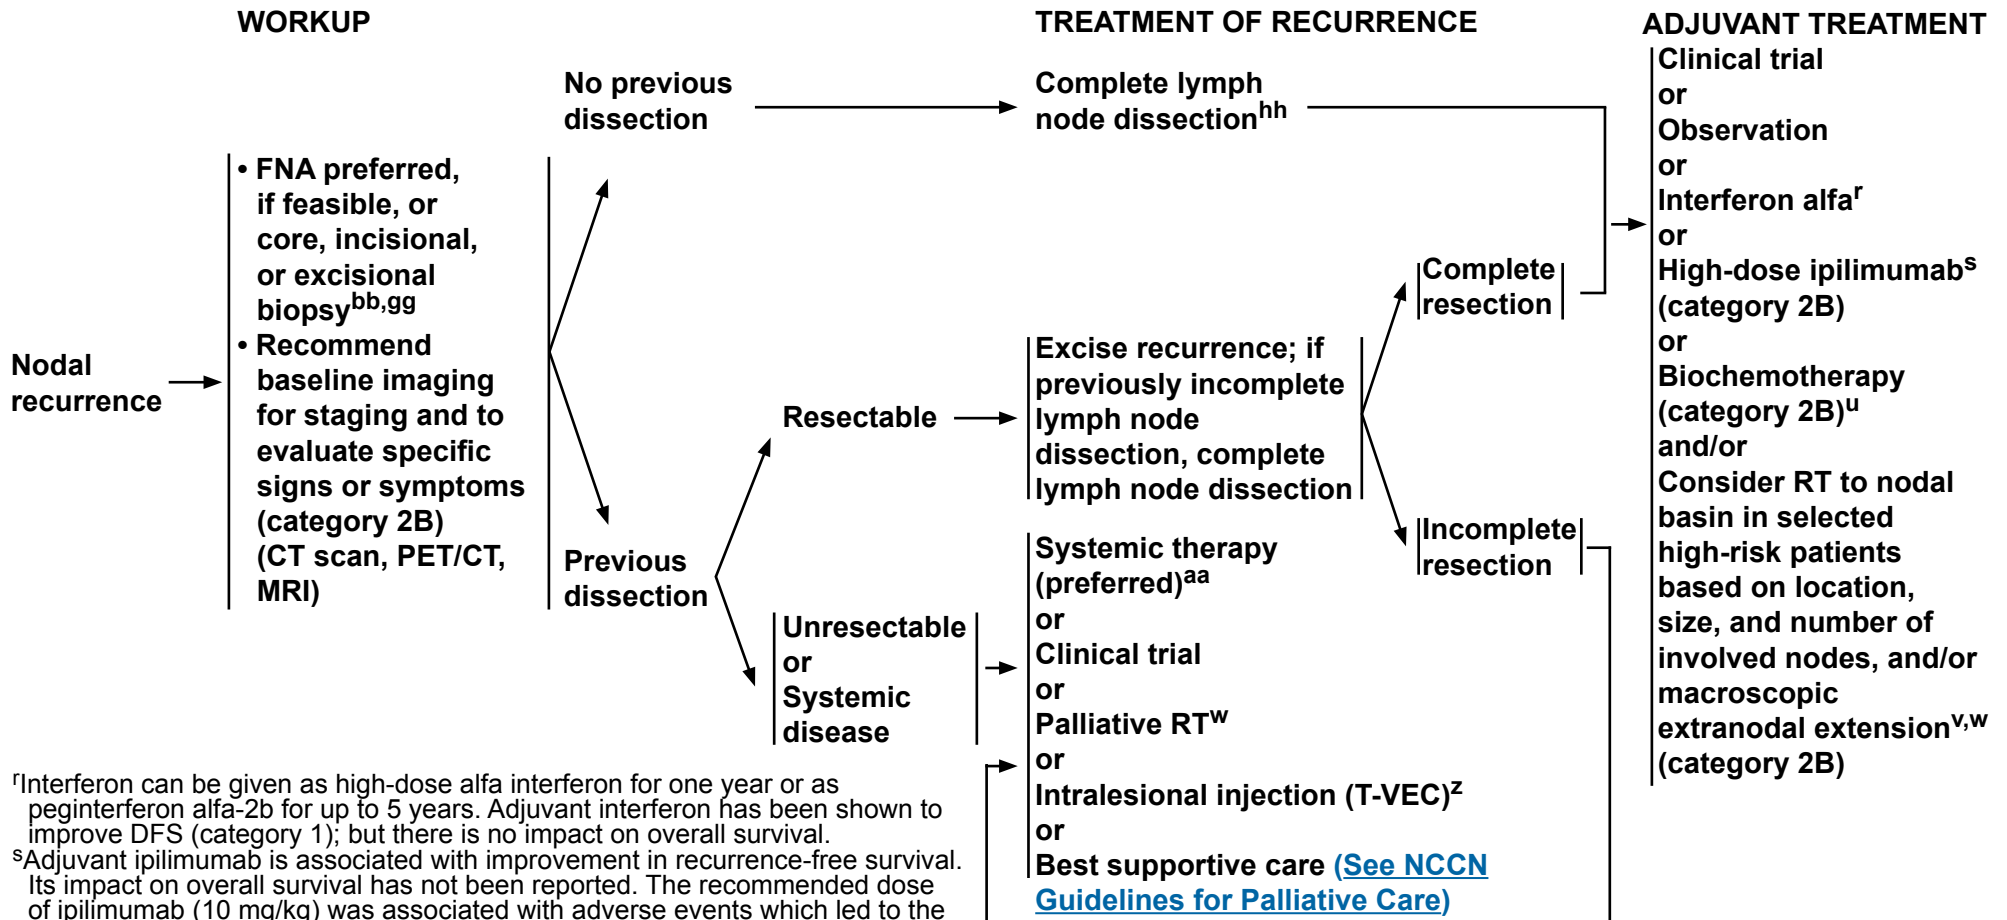 WORKUP
TREATMENT OF RECURRENCE
ADJUVANT TREATMENT
Nodal
recurrence
• FNA preferred,
if feasible, or
core, incisional,
or excisional
biopsybb,gg
• Recommend
baseline imaging
for staging and to
evaluate specific
signs or symptoms
(category 2B)
(CT scan, PET/CT,
MRI)
No previous
dissection
Previous
dissection
Resectable
Unresectable
or
Systemic
disease
Complete lymph
node dissectionhh
Excise recurrence; if
previously incomplete
lymph node
dissection, complete
lymph node dissection
Systemic therapy
(preferred)aa
or
Clinical trial
or
Palliative RTw
or
Intralesional injection (T-VEC)z
or
Best supportive care (See NCCN
Guidelines for Palliative Care)
Complete
resection
Incomplete
resection
Clinical trial
or
Observation
or
Interferon alfar
or
High-dose ipilimumabs
(category 2B)
or
Biochemotherapy
(category 2B)u
and/or
Consider RT to nodal
basin in selected
high-risk patients
based on location,
size, and number of
involved nodes, and/or
macroscopic
extranodal extensionv,w
(category 2B)
rInterferon can be given as high-dose alfa interferon for one year or as
peginterferon alfa-2b for up to 5 years. Adjuvant interferon has been shown to
improve DFS (category 1); but there is no impact on overall survival.
sAdjuvant ipilimumab is associated with improvement in recurrence-free survival.
Its impact on overall survival has not been reported. The recommended dose
of ipilimumab (10 mg/kg) was associated with adverse events which led to the